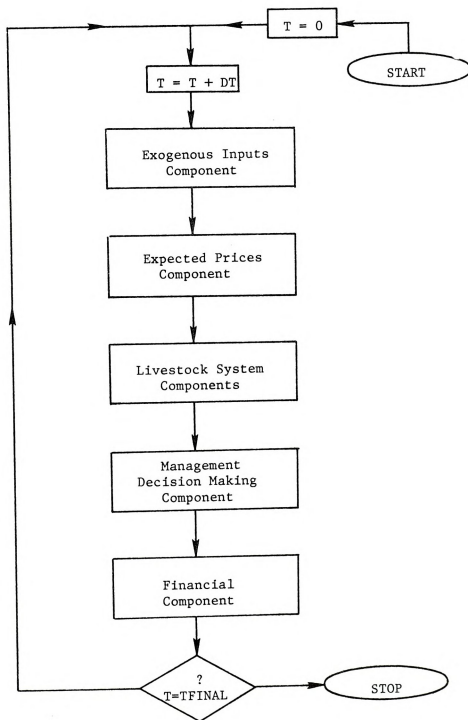 T = 0
START
T = T + DT
Exogenous Inputs
Component
Expected Prices
Component
Livestock System
Components
Management
Decision Making
Component
Financial
Component
?
T=TFINAL
STOP